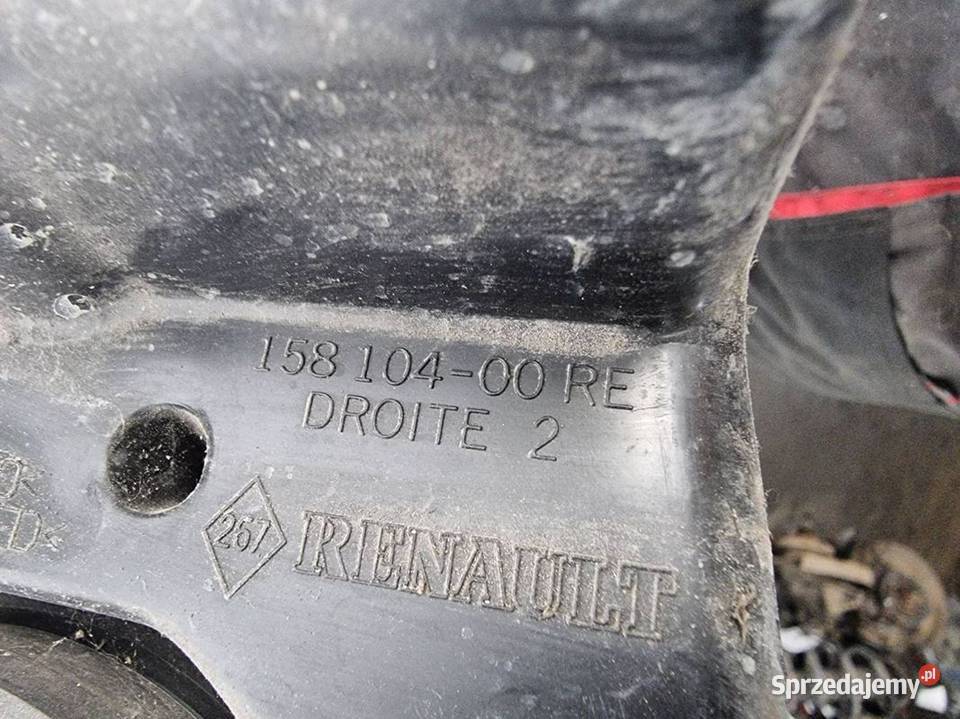 158 104-00 RE
DROITE 2
267
RENAULT
Sprzedajemy.pl